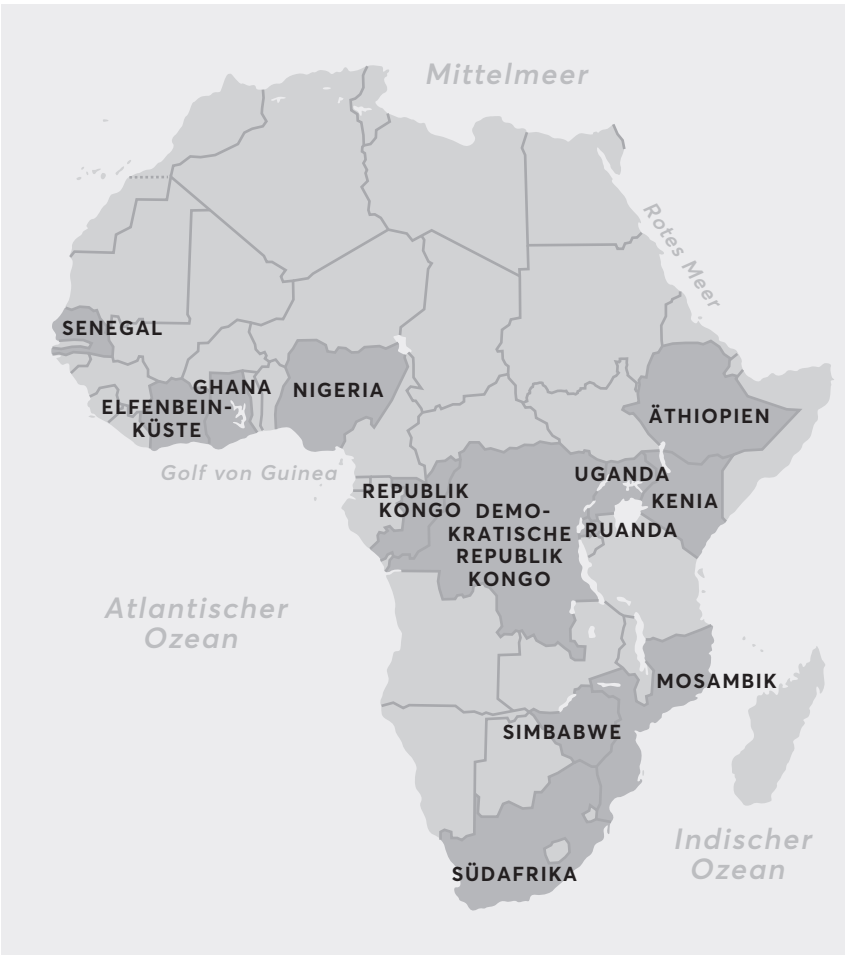 Mittelmeer
Rotes Meer
SENEGAL
GHANA
NIGERIA
ELFENBEIN-
KÜSTE
ÄTHIOPIEN
Golf von Guinea
UGANDA
REPUBLIK
KONGO
KENIA
DEMO-
KRATISCHE
REPUBLIK
KONGO
RUANDA
Atlantischer
Ozean
MOSAMBIK
SIMBABWE
Indischer
Ozean
SÜDAFRIKA